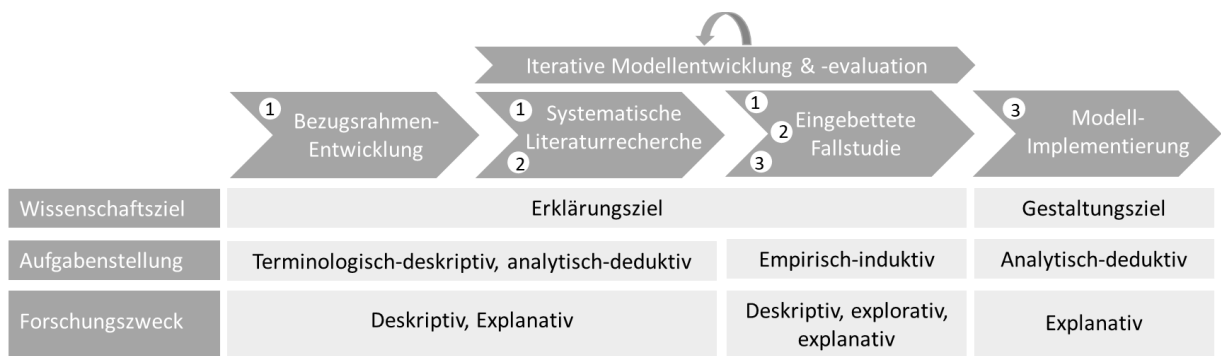 Iterative Modellentwicklung & -evaluation
1
Bezugsrahmen-
Entwicklung
1
2
Systematische
Literaturrecherche
1
2
3
Eingebettete
Fallstudie
3
Modell-
Implementierung
Wissenschaftsziel
Erklärungsziel
Gestaltungsziel
Aufgabenstellung
Terminologisch-deskriptiv, analytisch-deduktiv
Empirisch-induktiv
Analytisch-deduktiv
Forschungszweck
Deskriptiv, Explanativ
Deskriptiv, explorativ,
explanativ
Explanativ